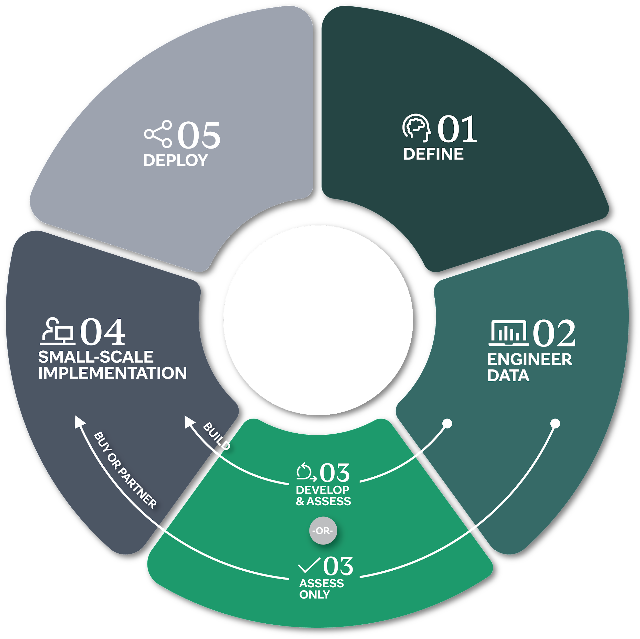 01
DEFINE
02
ENGINEER
DATA
03
DEVELOP
& ASSESS
-OR-
03
ASSESS
ONLY
BUILD
BUY OR PARTNER
04
SMALL-SCALE
IMPLEMENTATION
05
DEPLOY